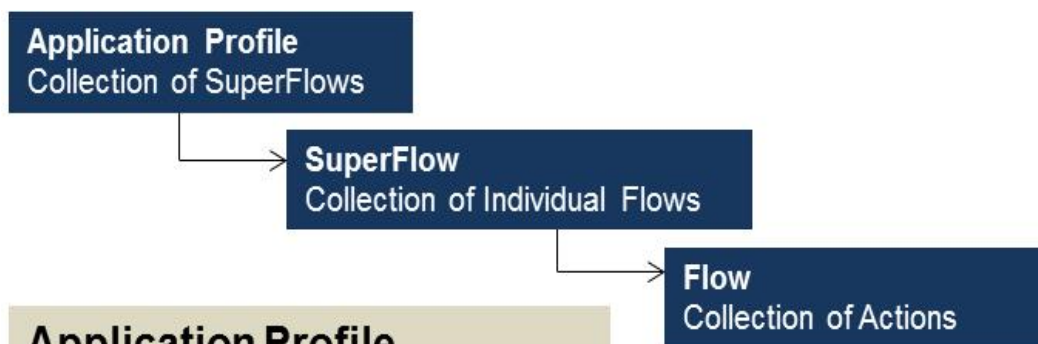 Application Profile
Collection of SuperFlows
SuperFlow
Collection of Individual Flows
Flow
Collection of Actions
Application Profile